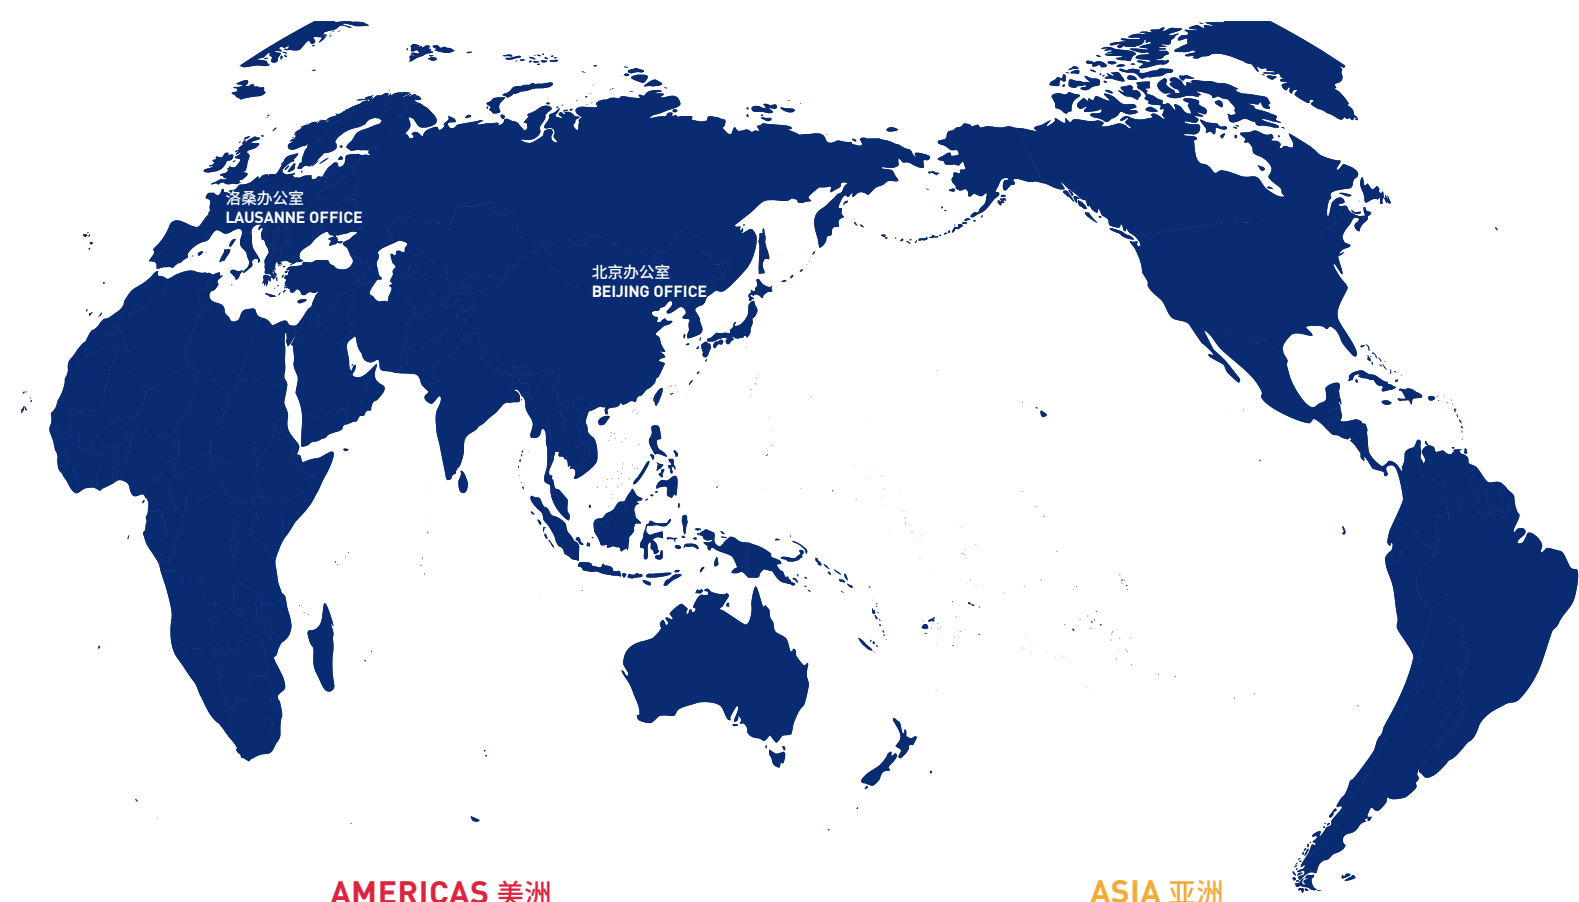 洛桑办公室
LAUSANNE OFFICE
北京办公室
BEIJING OFFICE
AMERICAS 美洲
ASIA 亚洲